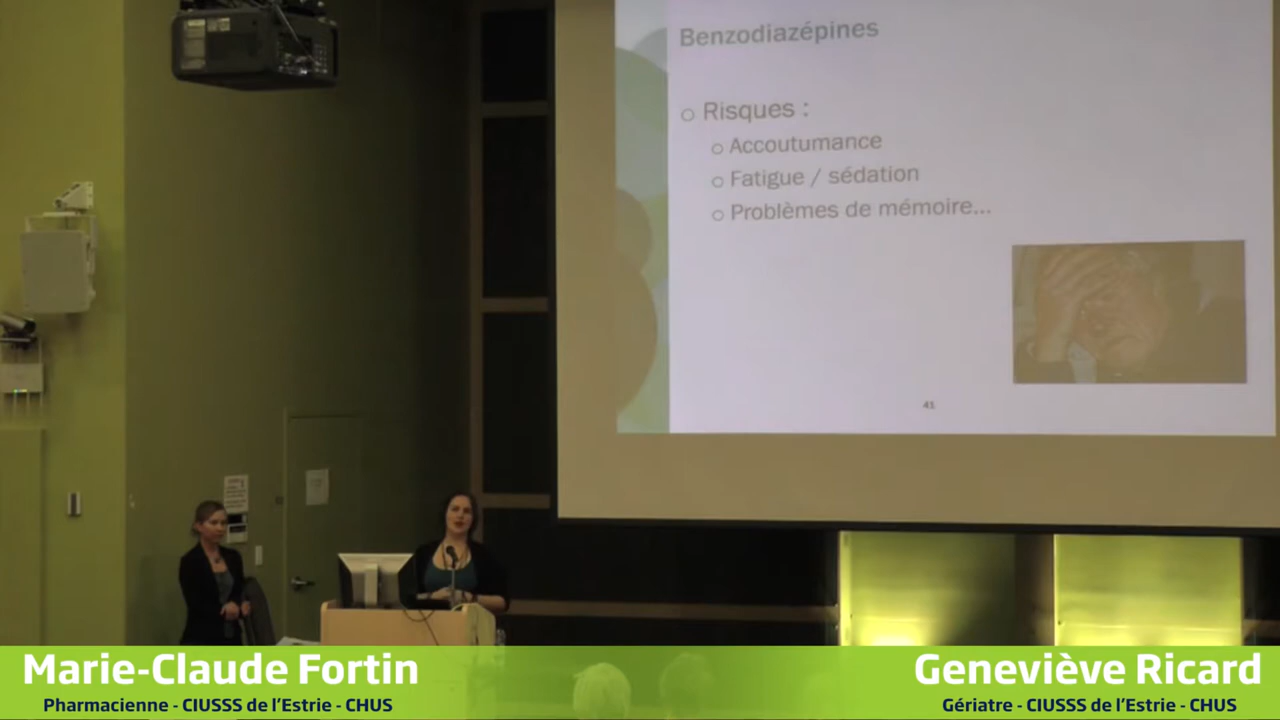 Benzodiazépines
o Risques :
o Accoutumance
o Fatigue / sédation
o Problèmes de mémoire...
41
Marie-Claude Fortin
Pharmacienne - CIUSSS de l'Estrie - CHUS
Geneviève Ricard
Gériatre - CIUSSS de l'Estrie - CHUS